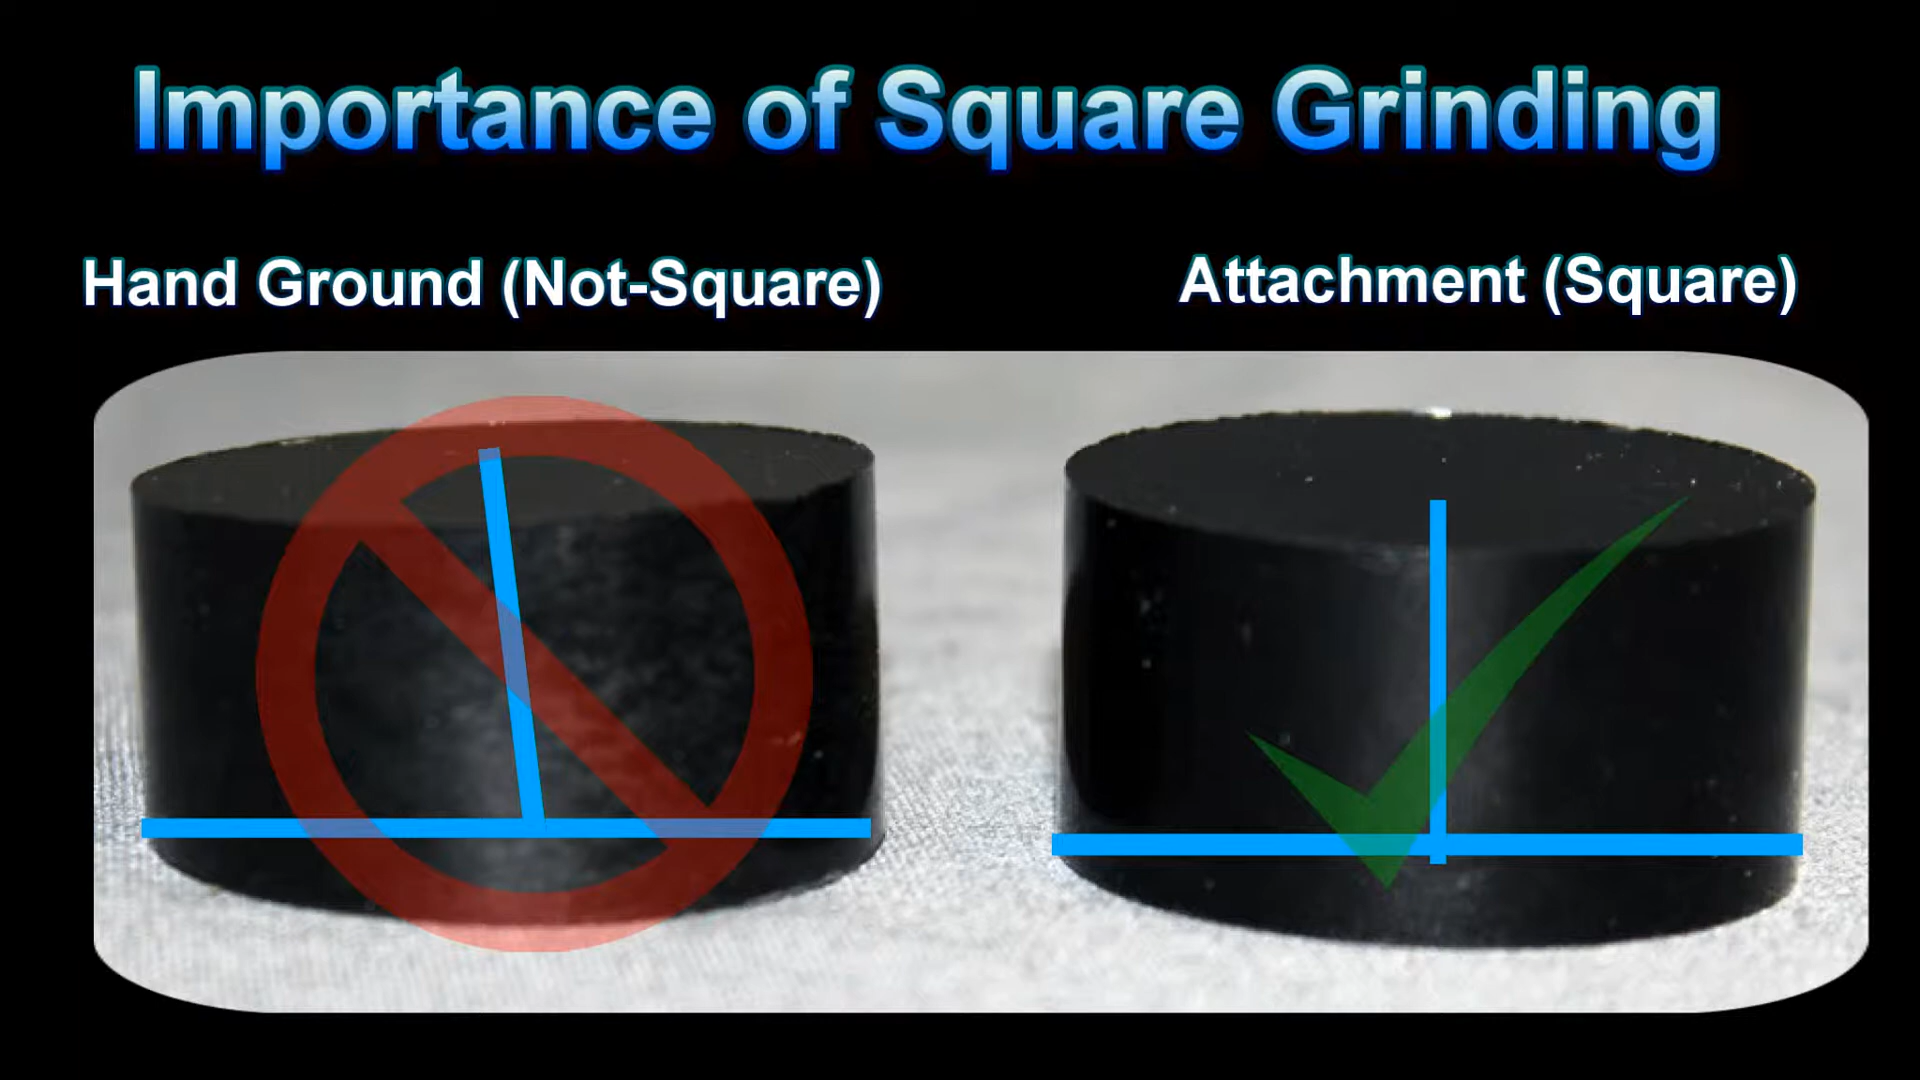 Importance of Square Grinding
Hand Ground (Not-Square)
Attachment (Square)